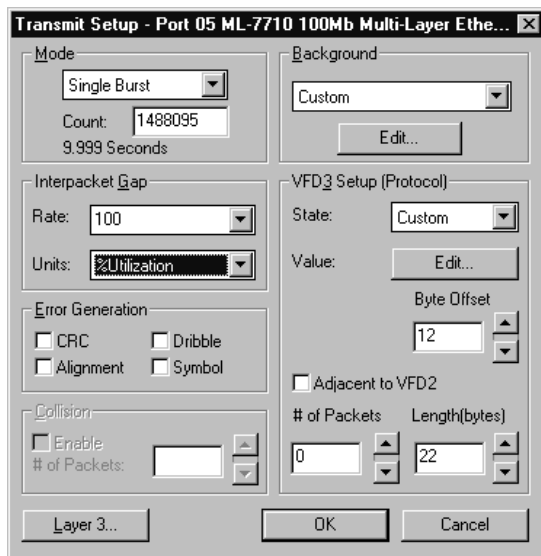 Transmit Setup - Port 05 ML-7710 100Mb Multi-Layer Ethe...
Mode
Single Burst
Count: 1488095
9.999 Seconds
Background
Custom
Edit...
Interpacket Gap
Rate: 100
Units: %Utilization
Error Generation
CRC Dribble
Alignment Symbol
Collision
Enable
# of Packets:
VFD3 Setup (Protocol)
State: Custom
Value: Edit...
Byte Offset
12
Adjacent to VFD2
# of Packets Length(bytes)
0 22
Layer 3... OK Cancel